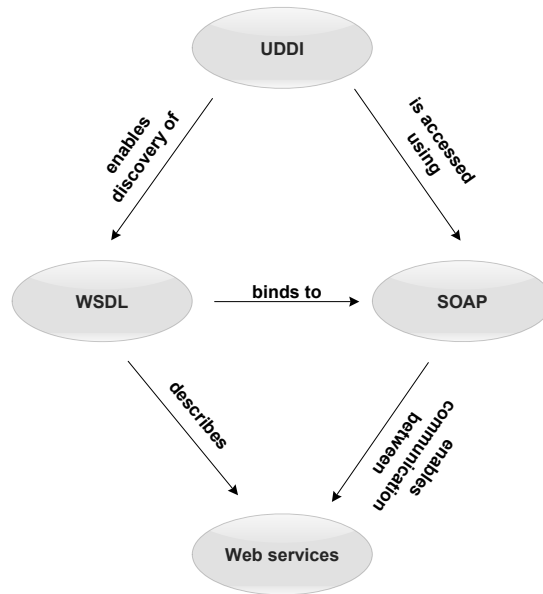 UDDI
enables
discovery of
is accessed
using
WSDL
binds to
SOAP
describes
enables
communication
between
Web services